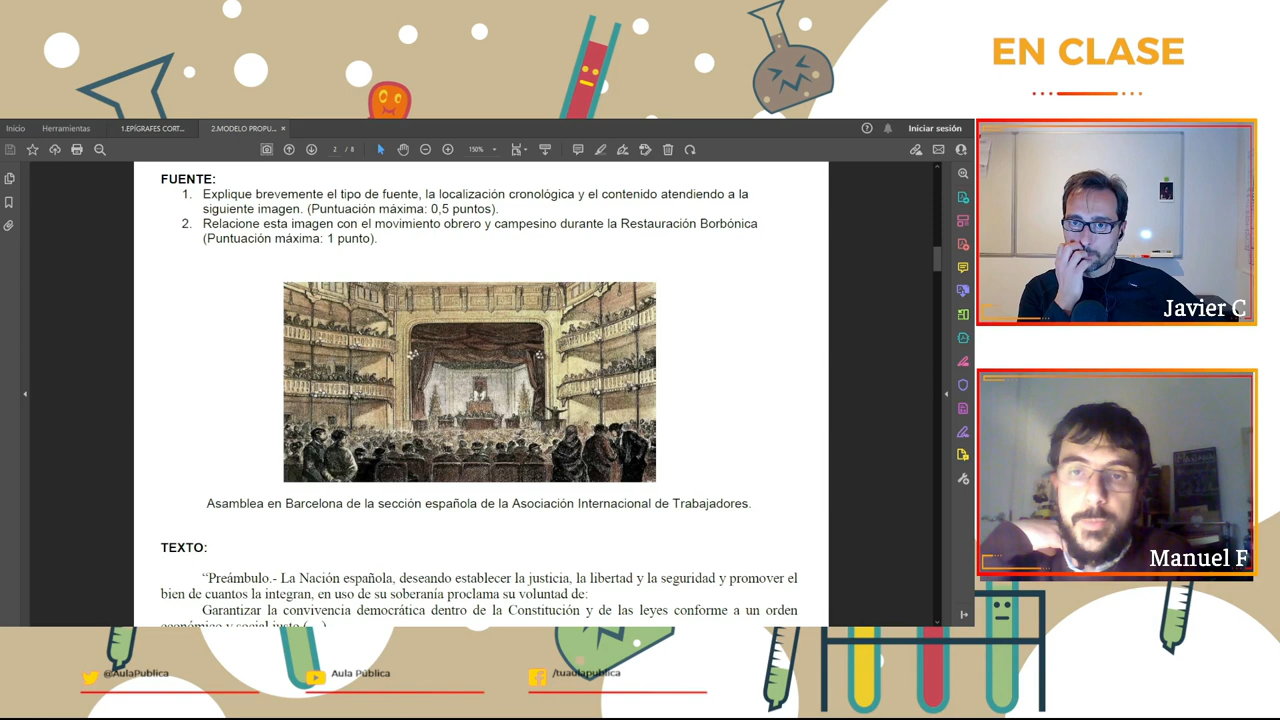 EN CLASE
Inicio
Herramientas
1.EPÍGRAFES CORT...
2.MODELO PROPU... ×
Iniciar sesión
2 / 8
150%
FUENTE:
1. Explique brevemente el tipo de fuente, la localización cronológica y el contenido atendiendo a la
siguiente imagen. (Puntuación máxima: 0,5 puntos).
2. Relacione esta imagen con el movimiento obrero y campesino durante la Restauración Borbónica
(Puntuación máxima: 1 punto).
Asamblea en Barcelona de la sección española de la Asociación Internacional de Trabajadores.
TEXTO:
“Preámbulo.- La Nación española, deseando establecer la justicia, la libertad y la seguridad y promover el
bien de cuantos la integran, en uso de su soberanía proclama su voluntad de:
Garantizar la convivencia democrática dentro de la Constitución y de las leyes conforme a un orden
económico y social justo (...)
Javier C
Manuel F
@AulaPublica
Aula Pública
/tuaulapublica